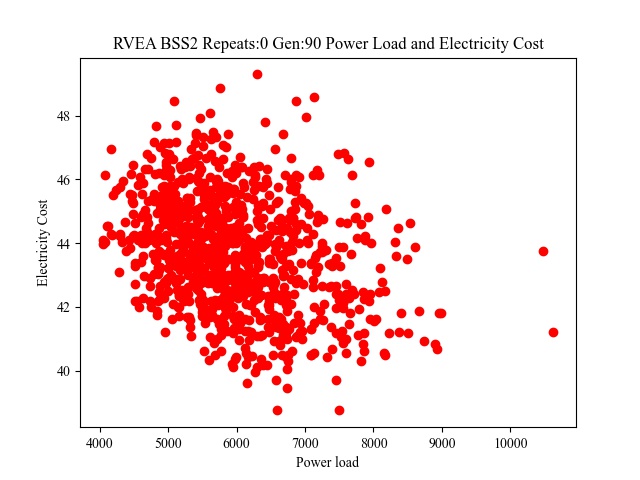 RVEA BSS2 Repeats:0 Gen:90 Power Load and Electricity Cost
48
46
44
42
40
Electricity Cost
4000 5000 6000 7000 8000 9000 10000
Power load